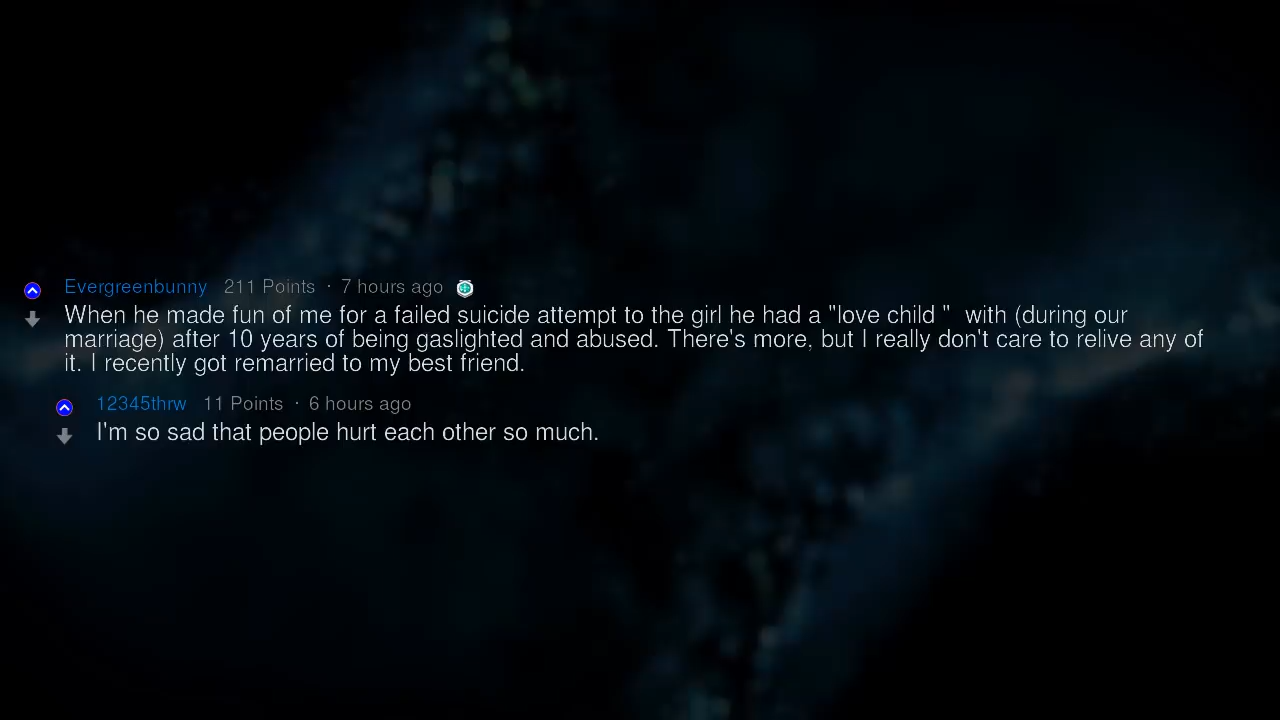 Evergreenbunny 211 Points · 7 hours ago
When he made fun of me for a failed suicide attempt to the girl he had a "love child "  with (during our
marriage) after 10 years of being gaslighted and abused. There's more, but I really don't care to relive any of
it. I recently got remarried to my best friend.
12345thrw 11 Points · 6 hours ago
I'm so sad that people hurt each other so much.